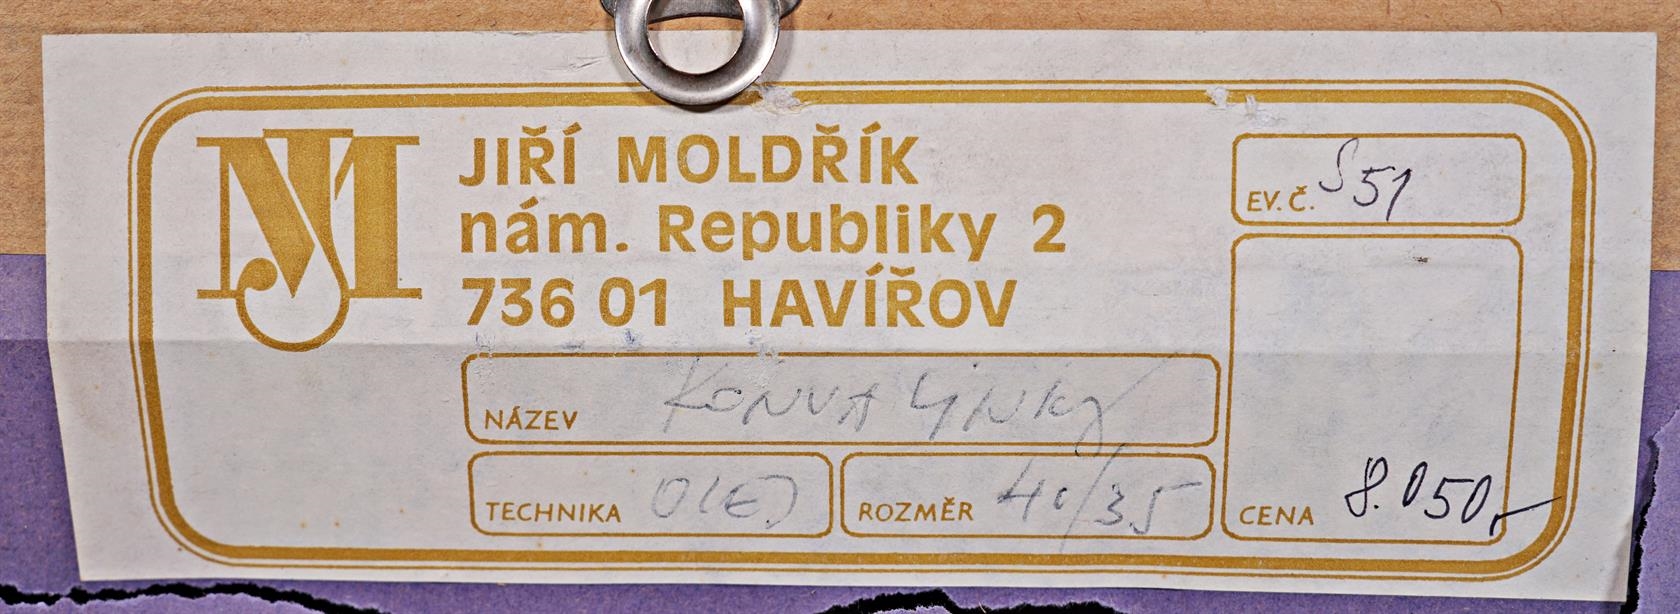 JM
JIŘÍ MOLDŘÍK
nám. Republiky 2
736 01 HAVÍŘOV
EV. Č. S 51
NÁZEV KONVALINKY
TECHNIKA OLEJ
ROZMĚR 40/35
CENA 8.050,-